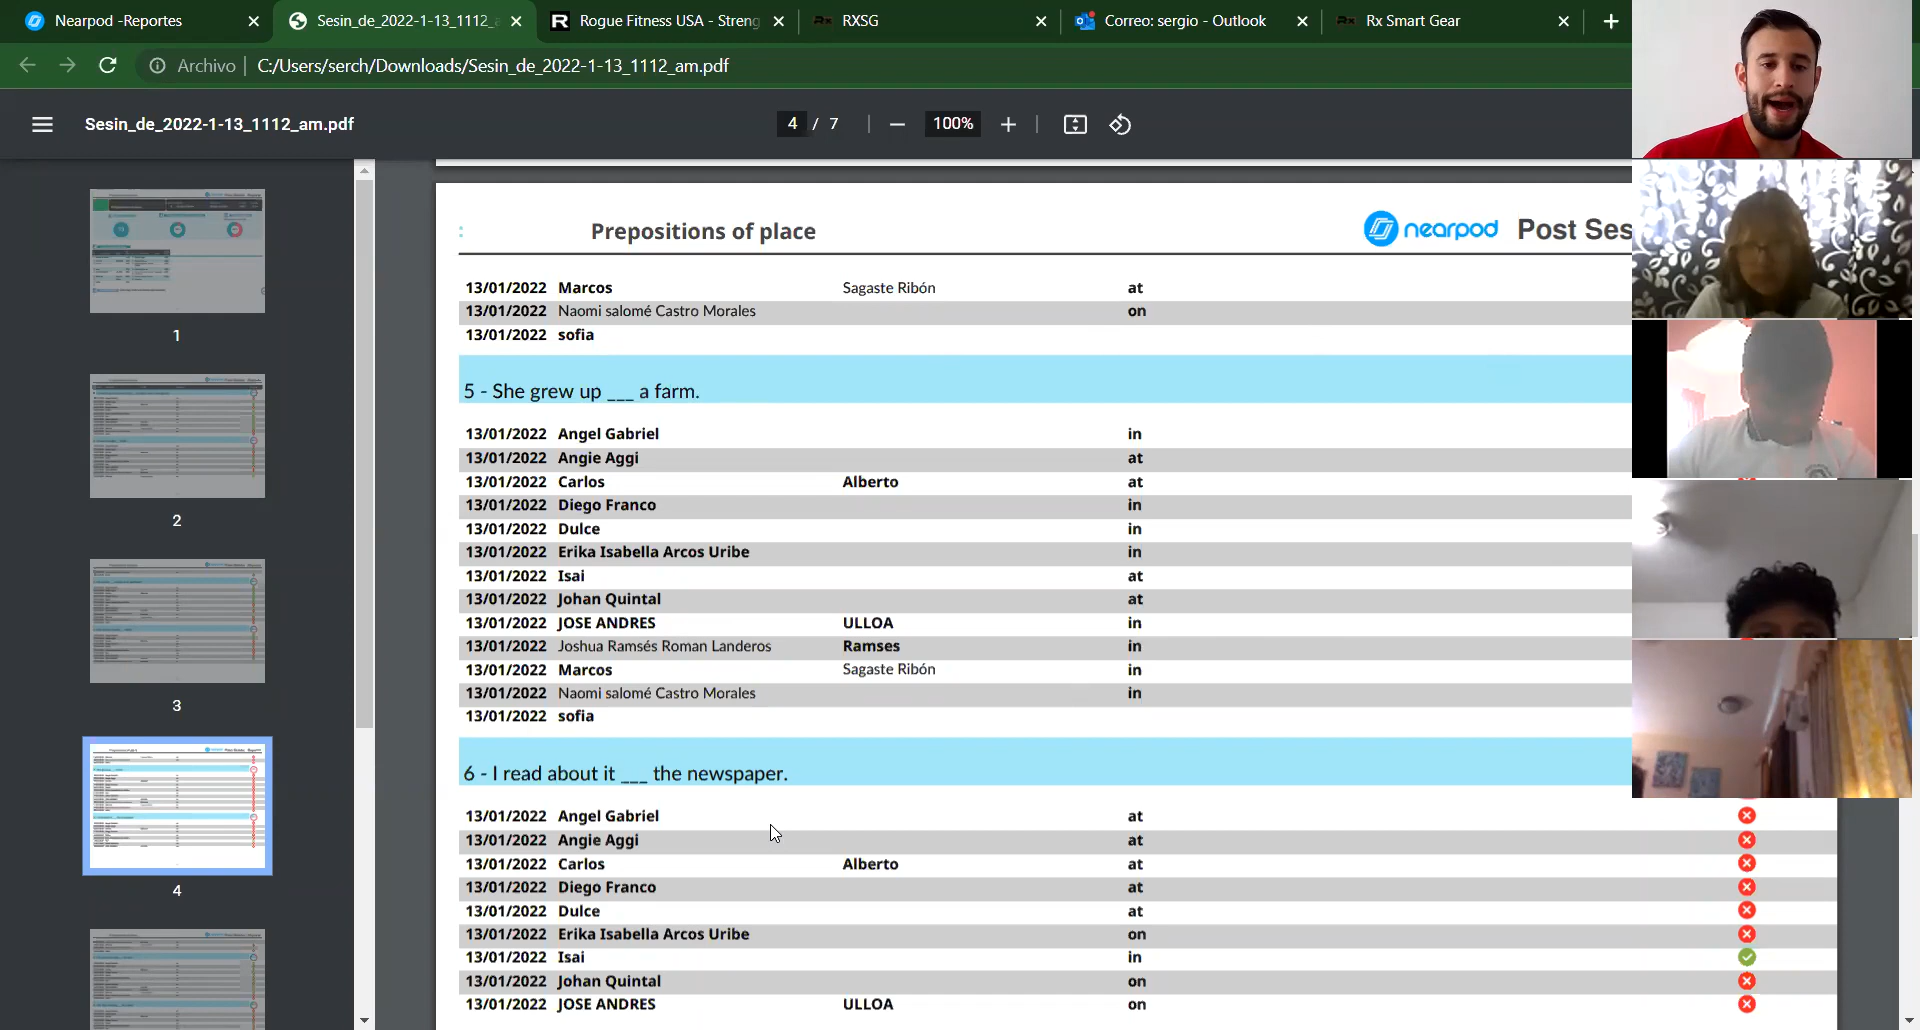 Nearpod -Reportes
Sesin_de_2022-1-13_1112_a
Rogue Fitness USA - Streng
RXSG
Correo: sergio - Outlook
Rx Smart Gear
Archivo C:/Users/serch/Downloads/Sesin_de_2022-1-13_1112_am.pdf
Sesin_de_2022-1-13_1112_am.pdf
4 / 7
100%
1
2
3
4
: Prepositions of place nearpod Post Ses
13/01/2022 Marcos Sagaste Ribón at
13/01/2022 Naomi salomé Castro Morales on
13/01/2022 sofia
5 - She grew up ___ a farm.
13/01/2022 Angel Gabriel in
13/01/2022 Angie Aggi at
13/01/2022 Carlos Alberto at
13/01/2022 Diego Franco in
13/01/2022 Dulce in
13/01/2022 Erika Isabella Arcos Uribe in
13/01/2022 Isai at
13/01/2022 Johan Quintal at
13/01/2022 JOSE ANDRES ULLOA in
13/01/2022 Joshua Ramsés Roman Landeros Ramses in
13/01/2022 Marcos Sagaste Ribón in
13/01/2022 Naomi salomé Castro Morales in
13/01/2022 sofia
6 - I read about it ___ the newspaper.
13/01/2022 Angel Gabriel at
13/01/2022 Angie Aggi at
13/01/2022 Carlos Alberto at
13/01/2022 Diego Franco at
13/01/2022 Dulce at
13/01/2022 Erika Isabella Arcos Uribe on
13/01/2022 Isai in
13/01/2022 Johan Quintal on
13/01/2022 JOSE ANDRES ULLOA on